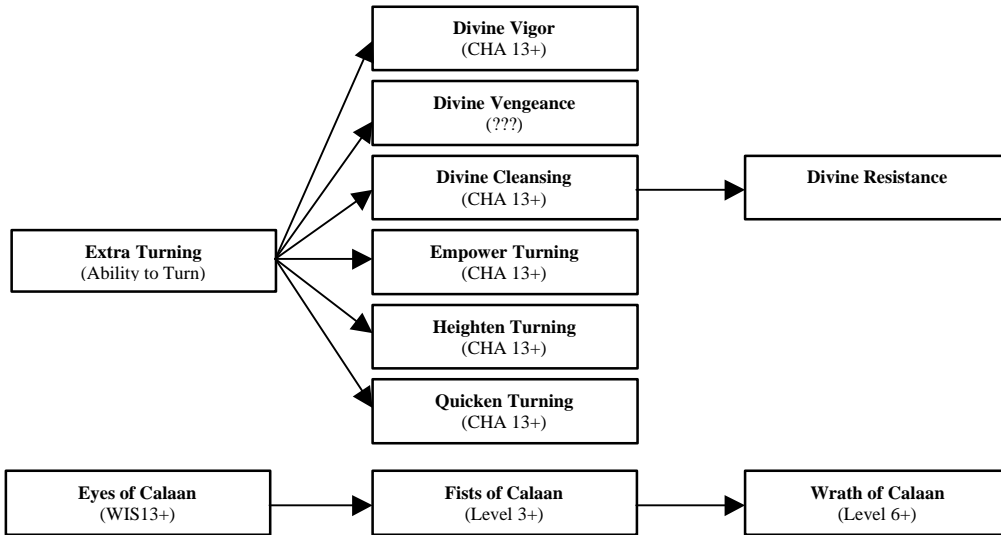 Divine Vigor
(CHA 13+)
Divine Vengeance
(???)
Divine Cleansing
(CHA 13+)
Divine Resistance
Extra Turning
(Ability to Turn)
Empower Turning
(CHA 13+)
Heighten Turning
(CHA 13+)
Quicken Turning
(CHA 13+)
Eyes of Calaan
(WIS13+)
Fists of Calaan
(Level 3+)
Wrath of Calaan
(Level 6+)